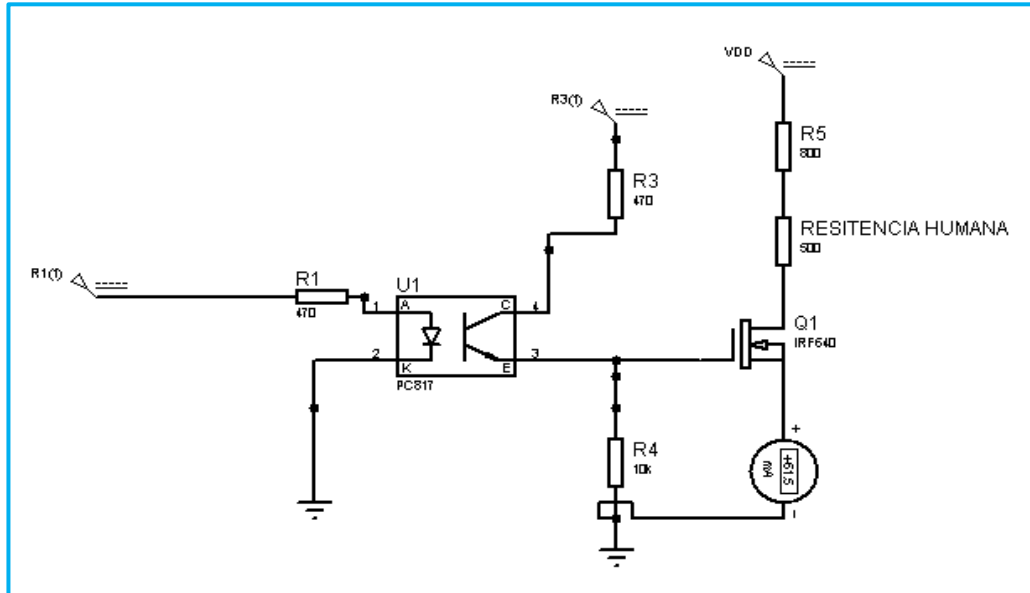 VDD
R5
800
R3(1)
R3
470
RESITENCIA HUMANA
500
R1(1)
R1
470
U1
1
A
C
4
2
K
E
3
PC817
Q1
IRF640
R4
10k
+
+61.5
mA
-